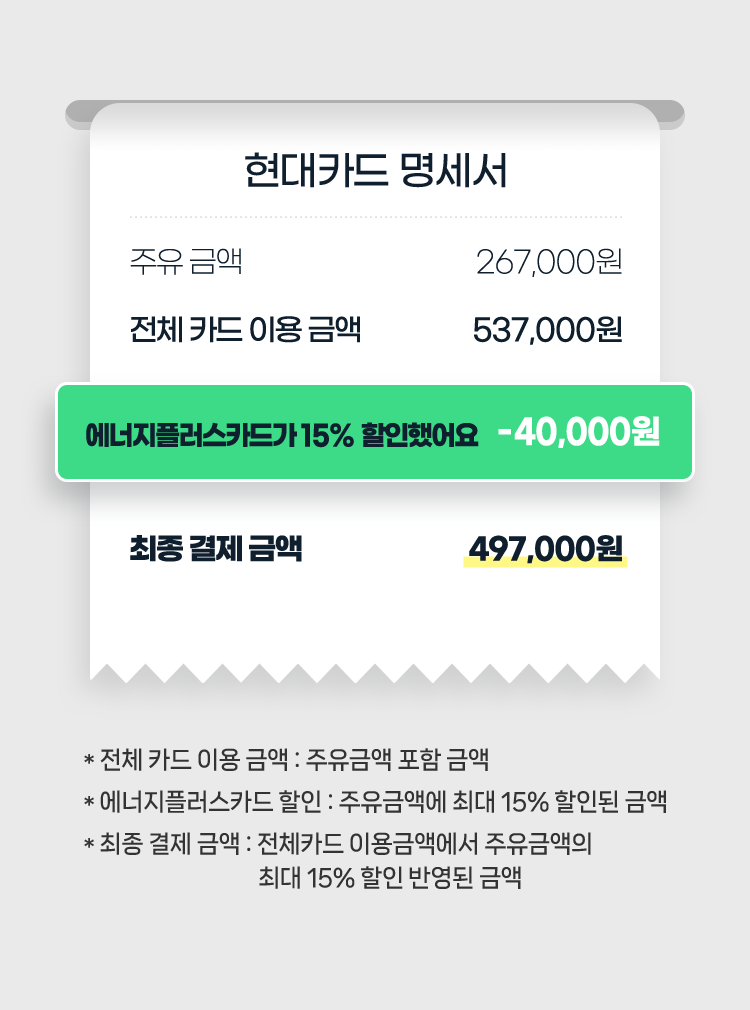 현대카드 명세서
주유 금액 267,000원
전체 카드 이용 금액 537,000원
에너지플러스카드가 15% 할인했어요 -40,000원
최종 결제 금액 497,000원
* 전체 카드 이용 금액 : 주유금액 포함 금액
* 에너지플러스카드 할인 : 주유금액에 최대 15% 할인된 금액
* 최종 결제 금액 : 전체카드 이용금액에서 주유금액의
최대 15% 할인 반영된 금액